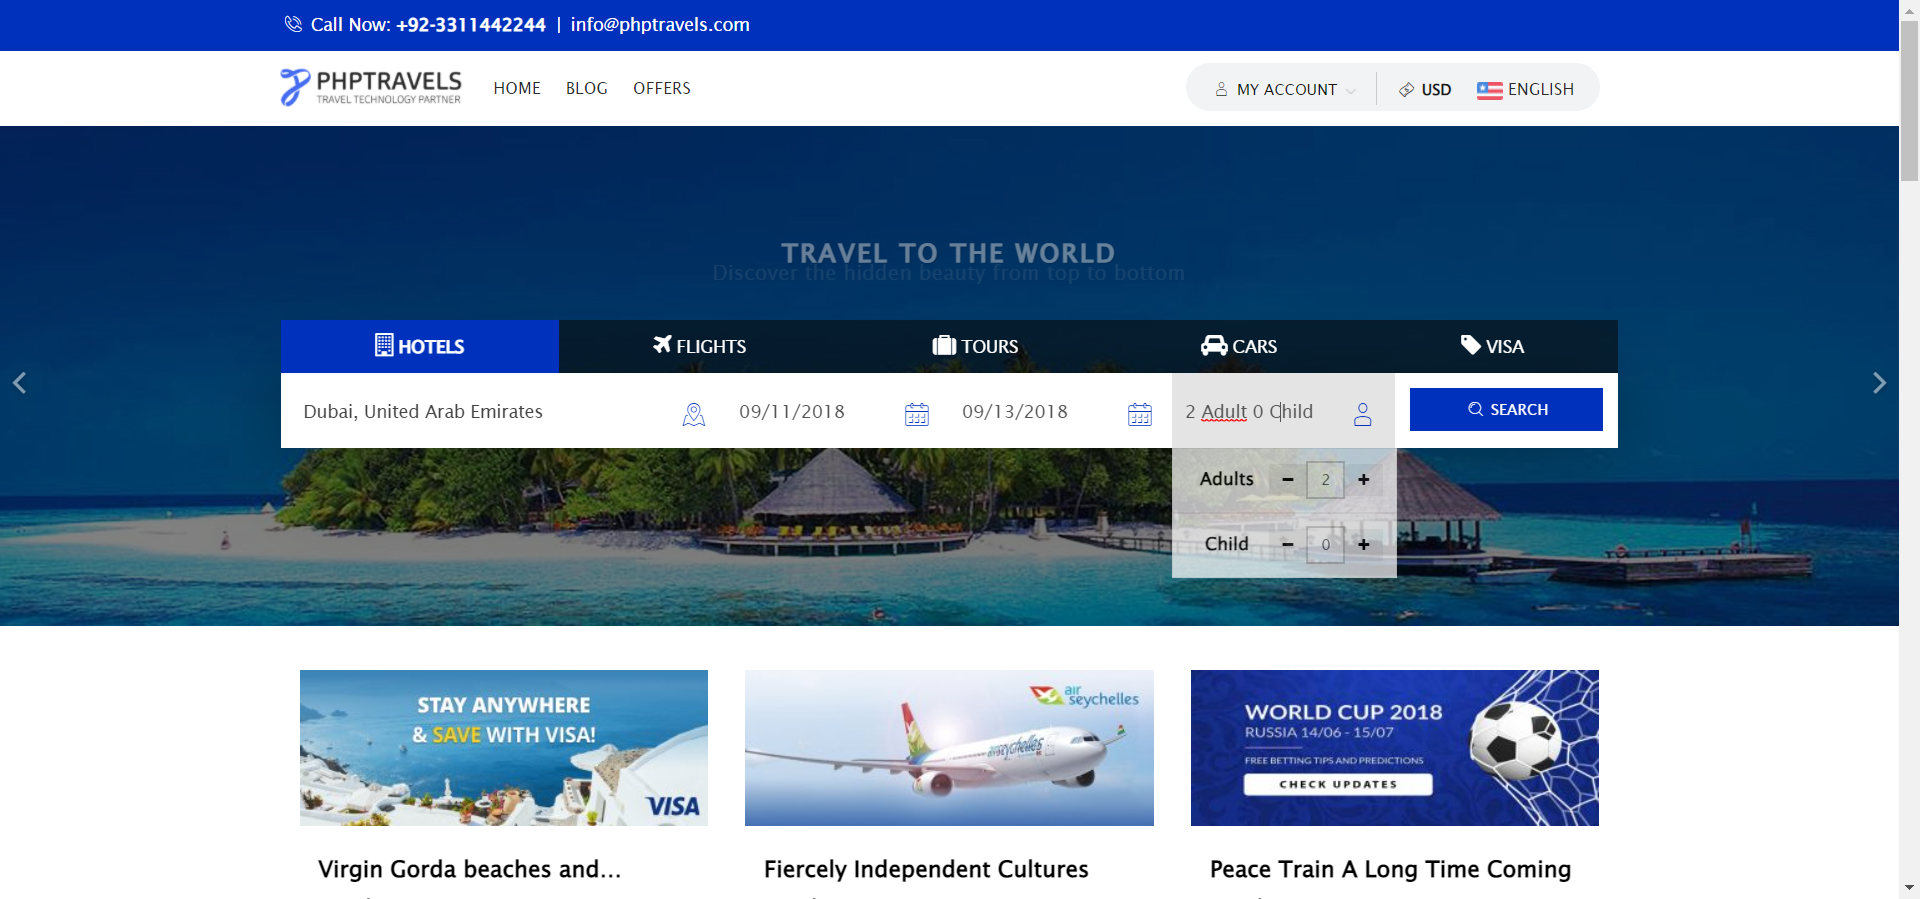 Call Now: +92-3311442244 | info@phptravels.com
PHPTRAVELS
TRAVEL TECHNOLOGY PARTNER
HOME BLOG OFFERS
MY ACCOUNT USD ENGLISH
TRAVEL TO THE WORLD
Discover the hidden beauty from top to bottom
HOTELS FLIGHTS TOURS CARS VISA
Dubai, United Arab Emirates 09/11/2018 09/13/2018 2 Adult 0 Child SEARCH
Adults − 2 +
Child − 0 +
STAY ANYWHERE
& SAVE WITH VISA!
VISA
air
seychelles
air seychelles
WORLD CUP 2018
RUSSIA 14/06 - 15/07
FREE BETTING TIPS AND PREDICTIONS
CHECK UPDATES
Virgin Gorda beaches and...
Fiercely Independent Cultures
Peace Train A Long Time Coming